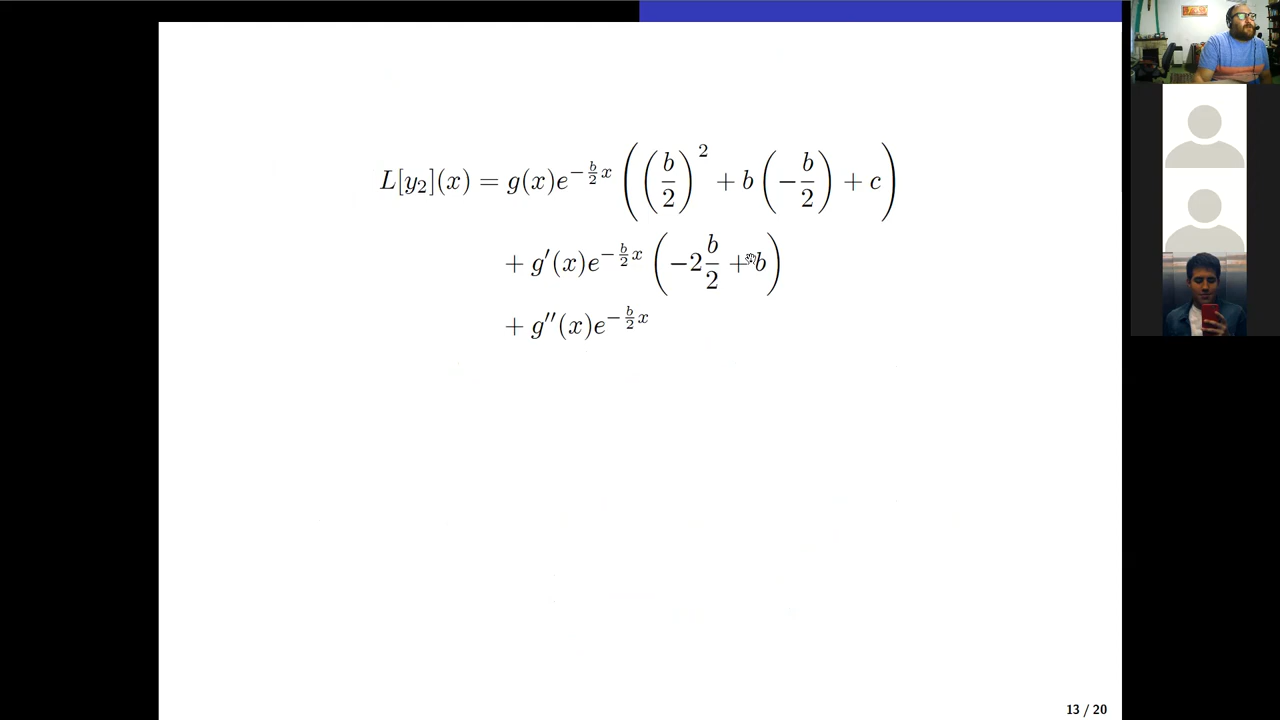 L[y₂](x) = g(x)e^{-\frac{b}{2}x} \left( \left( \frac{b}{2} \right)^2 + b \left( -\frac{b}{2} \right) + c \right)
+ g′(x)e^{-\frac{b}{2}x} \left( -2\frac{b}{2} + b \right)
+ g″(x)e^{-\frac{b}{2}x}
13 / 20